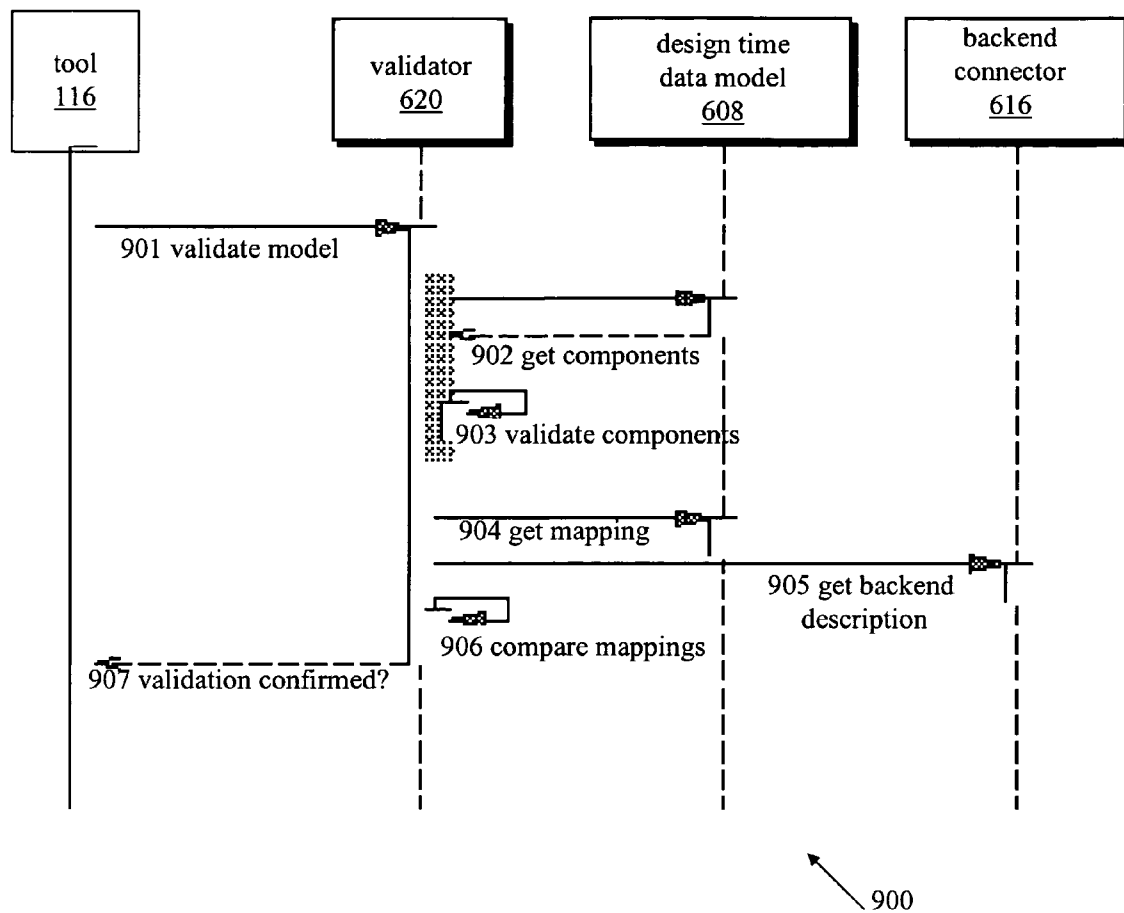 tool
116
validator
620
design time
data model
608
backend
connector
616
901 validate model
902 get components
903 validate components
904 get mapping
905 get backend
description
906 compare mappings
907 validation confirmed?
900